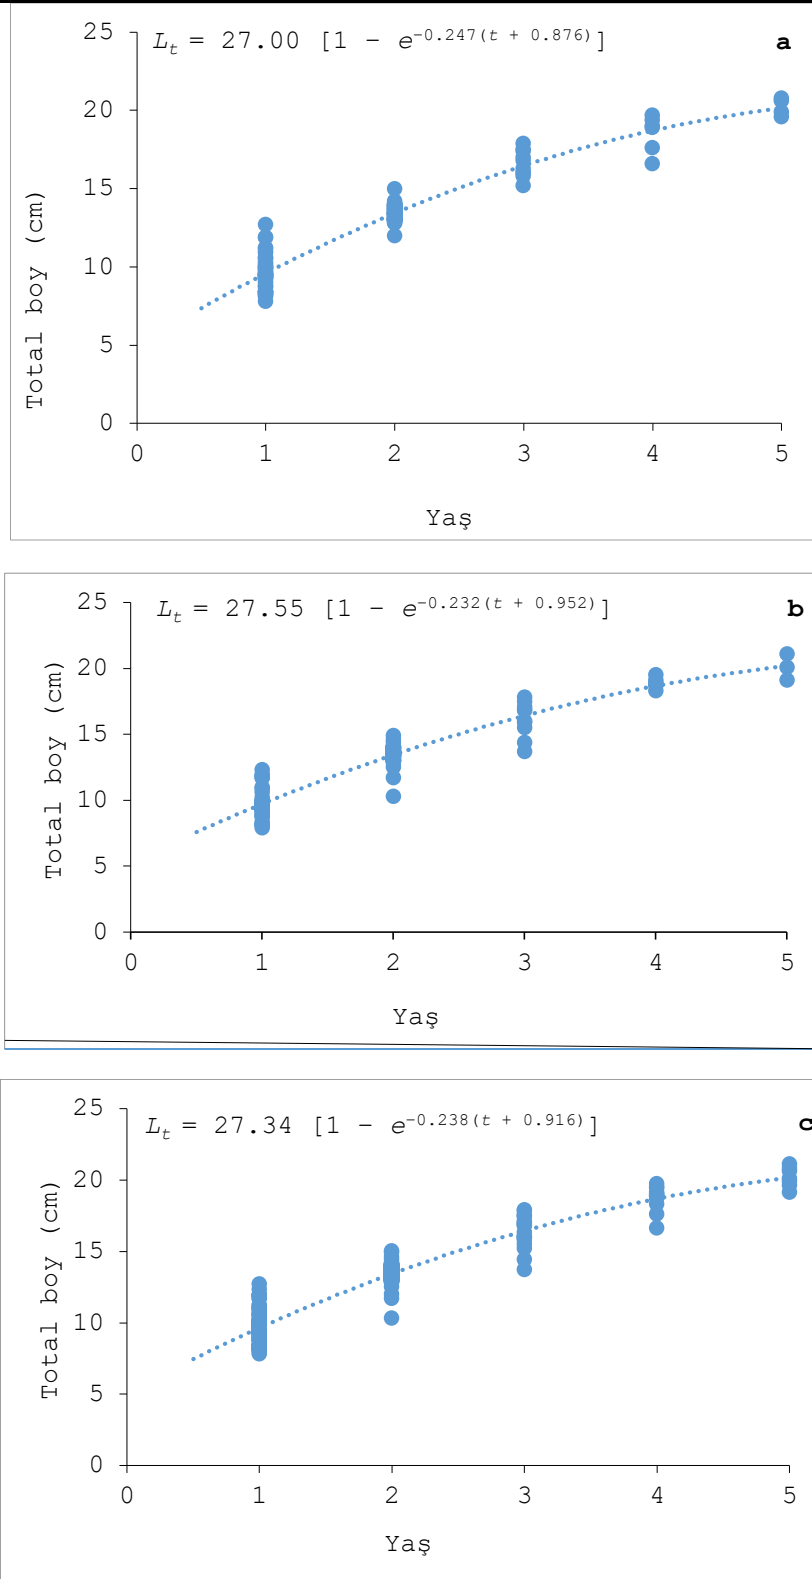 25
L_t = 27.00 [1 − e^{−0.247(t + 0.876)}]
a
20
15
10
5
0
Total boy (cm)
0 1 2 3 4 5
Yaş
25
L_t = 27.55 [1 − e^{−0.232(t + 0.952)}]
b
20
15
10
5
0
Total boy (cm)
0 1 2 3 4 5
Yaş
25
L_t = 27.34 [1 − e^{−0.238(t + 0.916)}]
c
20
15
10
5
0
Total boy (cm)
0 1 2 3 4 5
Yaş